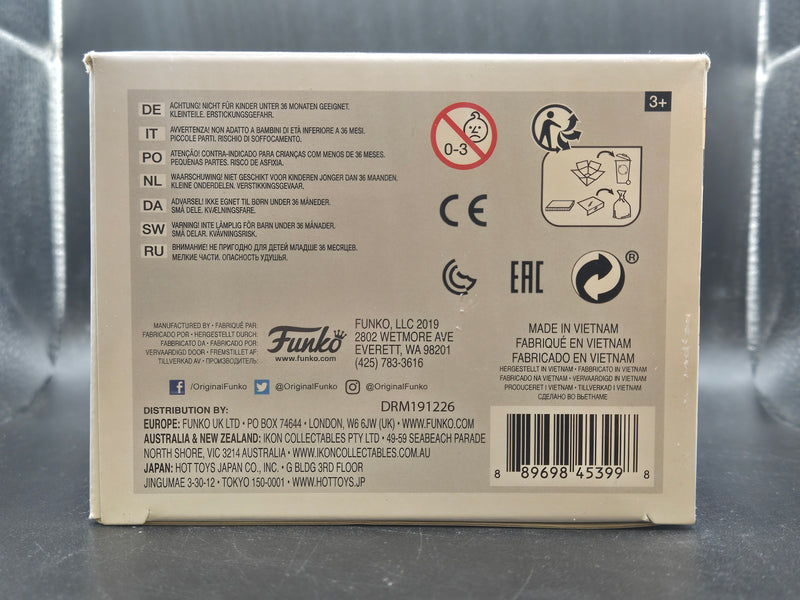 DE ACHTUNG! NICHT FÜR KINDER UNTER 36 MONATEN GEEIGNET.
KLEINTEILE. ERSTICKUNGSGEFAHR.
IT AVVERTENZA! NON ADATTO A BAMBINI DI ETÀ INFERIORE A 36 MESI.
PICCOLE PARTI. RISCHIO DI SOFFOCAMENTO.
PO ATENÇÃO! CONTRA-INDICADO PARA CRIANÇAS COM MENOS DE 36 MESES.
PEQUENAS PARTES. RISCO DE ASFIXIA.
NL WAARSCHUWING! NIET GESCHIKT VOOR KINDEREN JONGER DAN 36 MAANDEN.
KLEINE ONDERDELEN. VERSTIKKINGSGEVAAR.
DA ADVARSEL! IKKE EGNET TIL BØRN UNDER 36 MÅNEDER.
SMÅ DELE. KVÆLNINGSFARE.
SW VARNING! INTE LÄMPLIG FÖR BARN UNDER 36 MÅNADER.
SMÅ DELAR. KVÄVNINGSRISK.
RU ВНИМАНИЕ! НЕ ПРИГОДНО ДЛЯ ДЕТЕЙ МЛАДШЕ 36 МЕСЯЦЕВ.
МЕЛКИЕ ЧАСТИ. ОПАСНОСТЬ УДУШЬЯ.
0-3
3+
CE
EAC
®
MANUFACTURED BY • FABRIQUÉ PAR:
FABRICADO POR • HERGESTELLT DURCH:
FABRICATO DA • FABRICADO POR:
VERVAARDIGD DOOR • FREMSTILLET AF:
TILLVERKAD AV • ПРОИЗВОДИТЕЛЬ:
Funko
www.funko.com
FUNKO, LLC 2019
2802 WETMORE AVE
EVERETT, WA 98201
(425) 783-3616
MADE IN VIETNAM
FABRIQUÉ EN VIETNAM
FABRICADO EN VIETNAM
HERGESTELLT IN VIETNAM • FABBRICATO IN VIETNAM
FABRICADO NA VIETNAM • VERVAARDIGD IN VIETNAM
PRODUCERET I VIETNAM • TILLVERKAD I VIETNAM
СДЕЛАНО ВО ВЬЕТНАМЕ
f /OriginalFunko @OriginalFunko @OriginalFunko
DRM191226
DISTRIBUTION BY:
EUROPE: FUNKO UK LTD • PO BOX 74644 • LONDON, W6 6JW (UK) • WWW.FUNKO.COM
AUSTRALIA & NEW ZEALAND: IKON COLLECTABLES PTY LTD • 49-59 SEABEACH PARADE
NORTH SHORE, VIC 3214 AUSTRALIA • WWW.IKONCOLLECTABLES.COM.AU
JAPAN: HOT TOYS JAPAN CO., INC. • G BLDG 3RD FLOOR
JINGUMAE 3-30-12 • TOKYO 150-0001 • WWW.HOTTOYS.JP
8 89698 45399 8